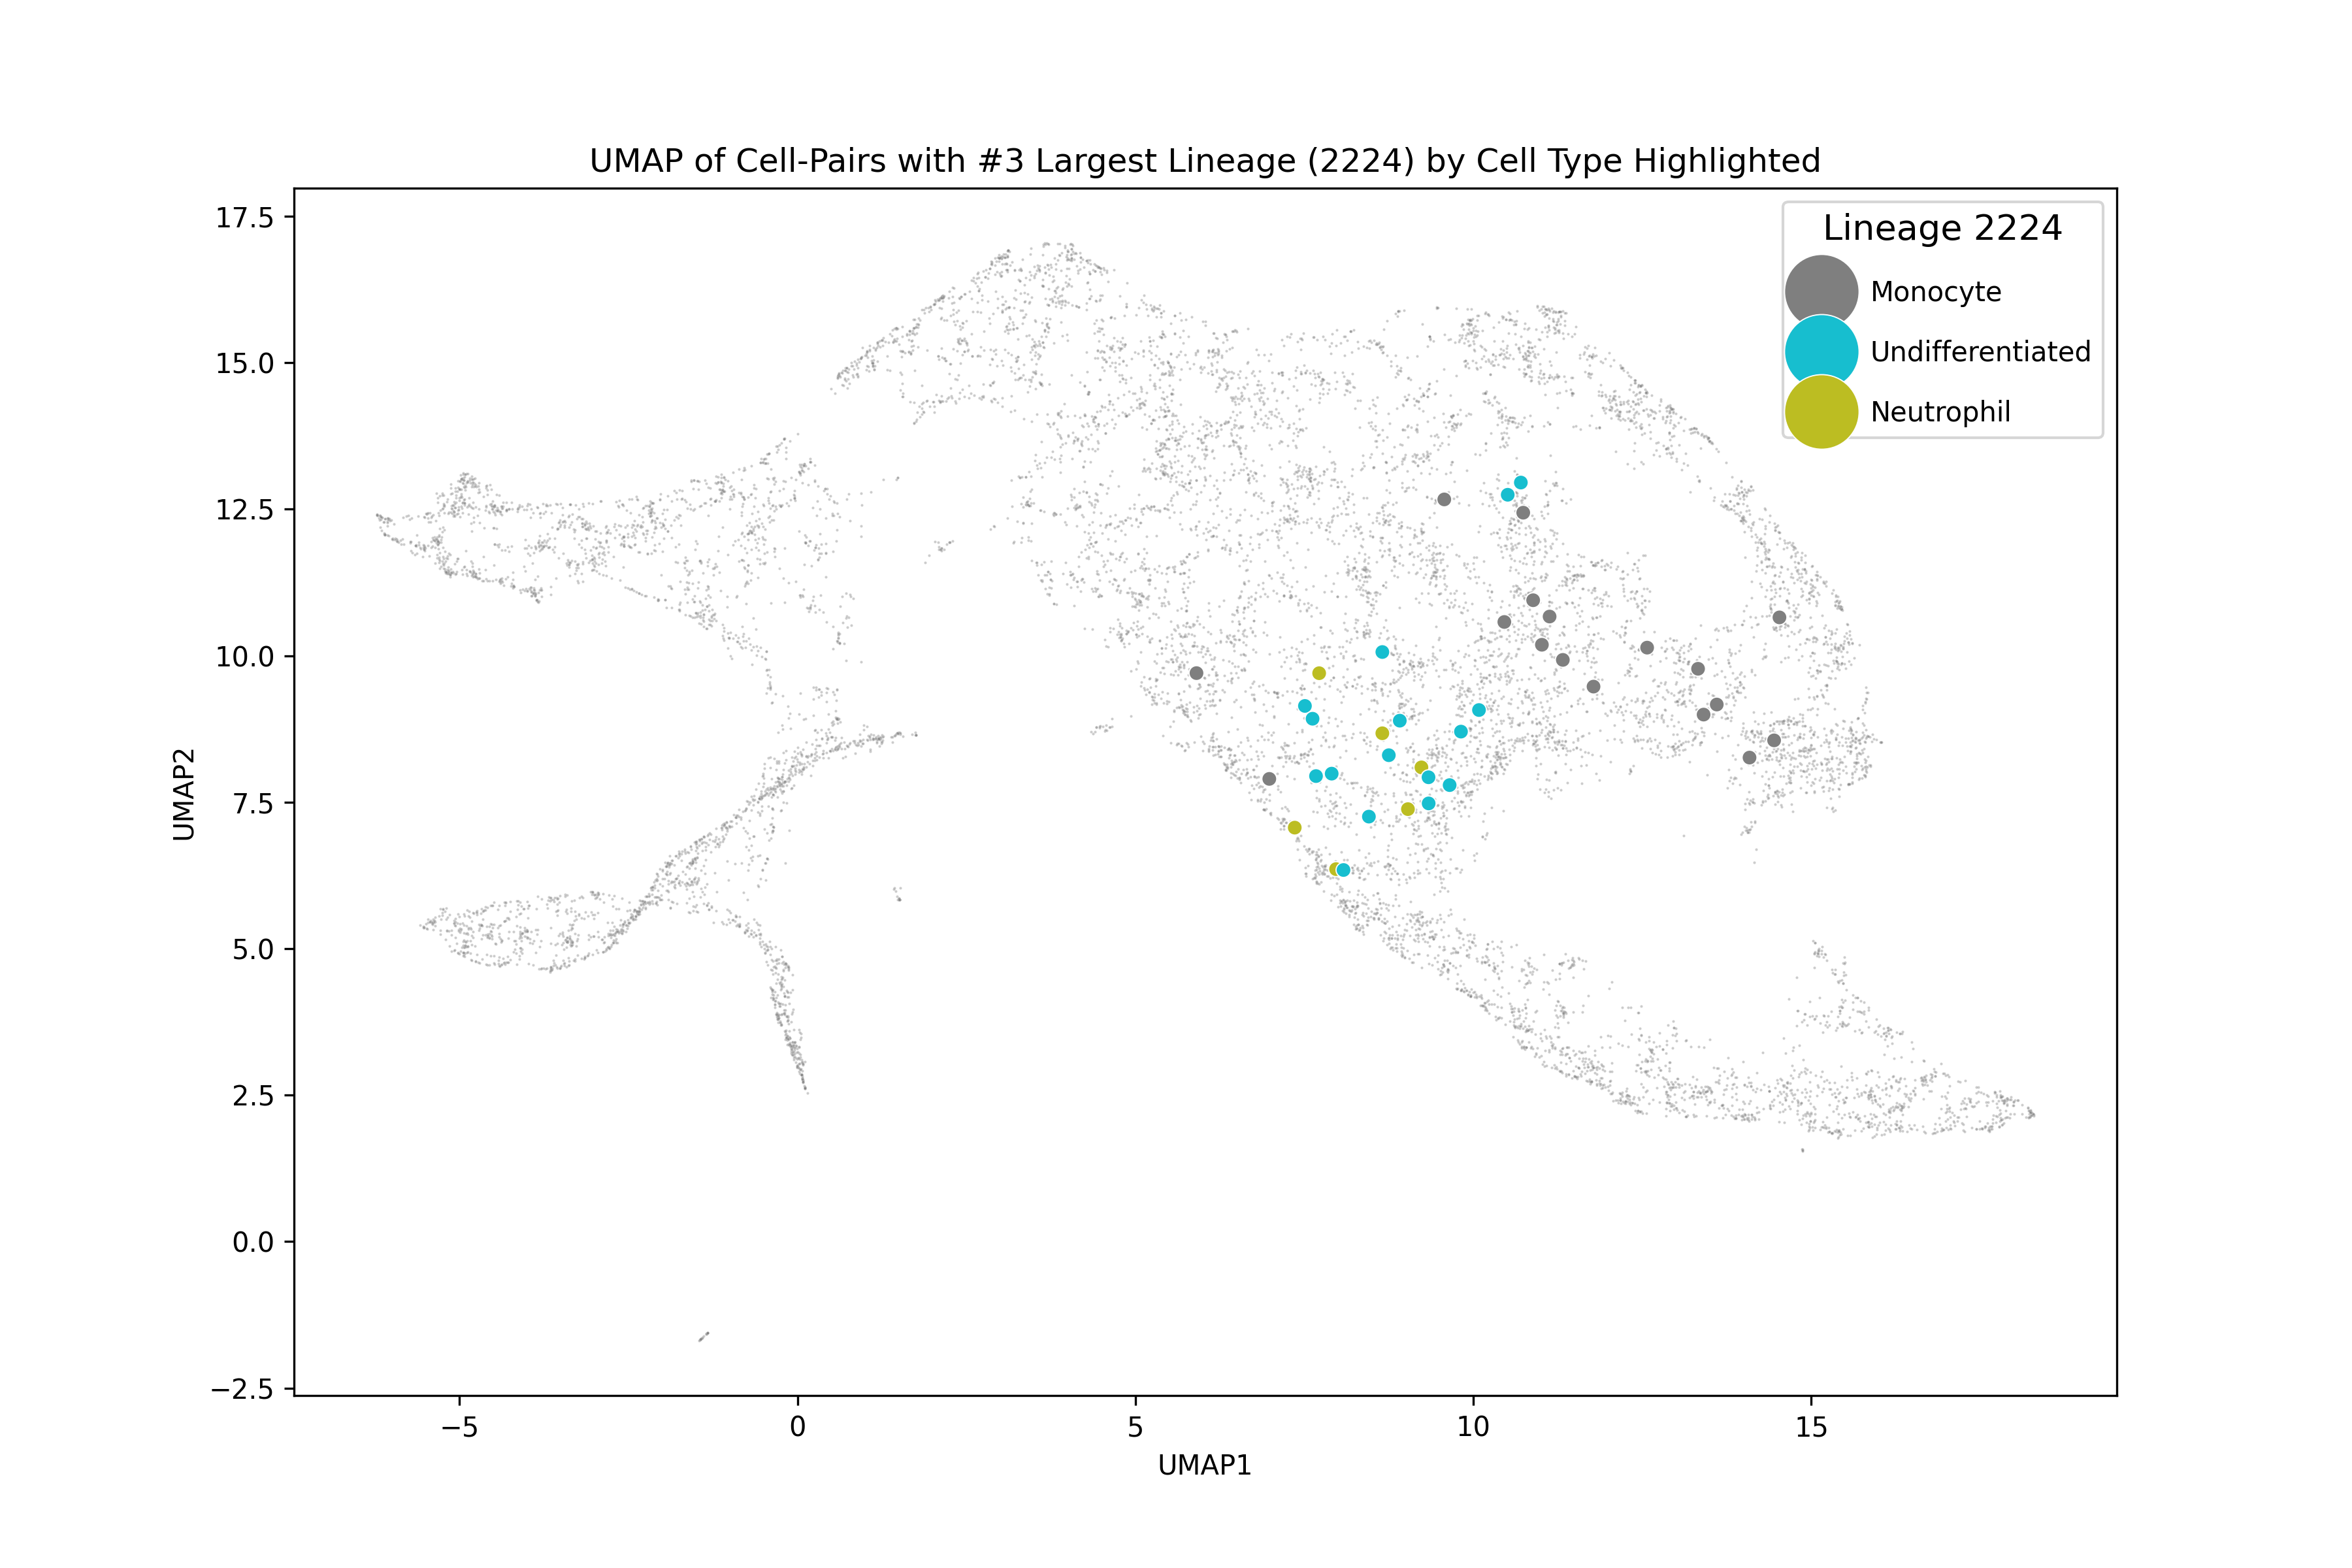 UMAP of Cell-Pairs with #3 Largest Lineage (2224) by Cell Type Highlighted
Lineage 2224
Monocyte
Undifferentiated
Neutrophil
17.5
15.0
12.5
10.0
7.5
5.0
2.5
0.0
−2.5
UMAP2
−5
0
5
10
15
UMAP1